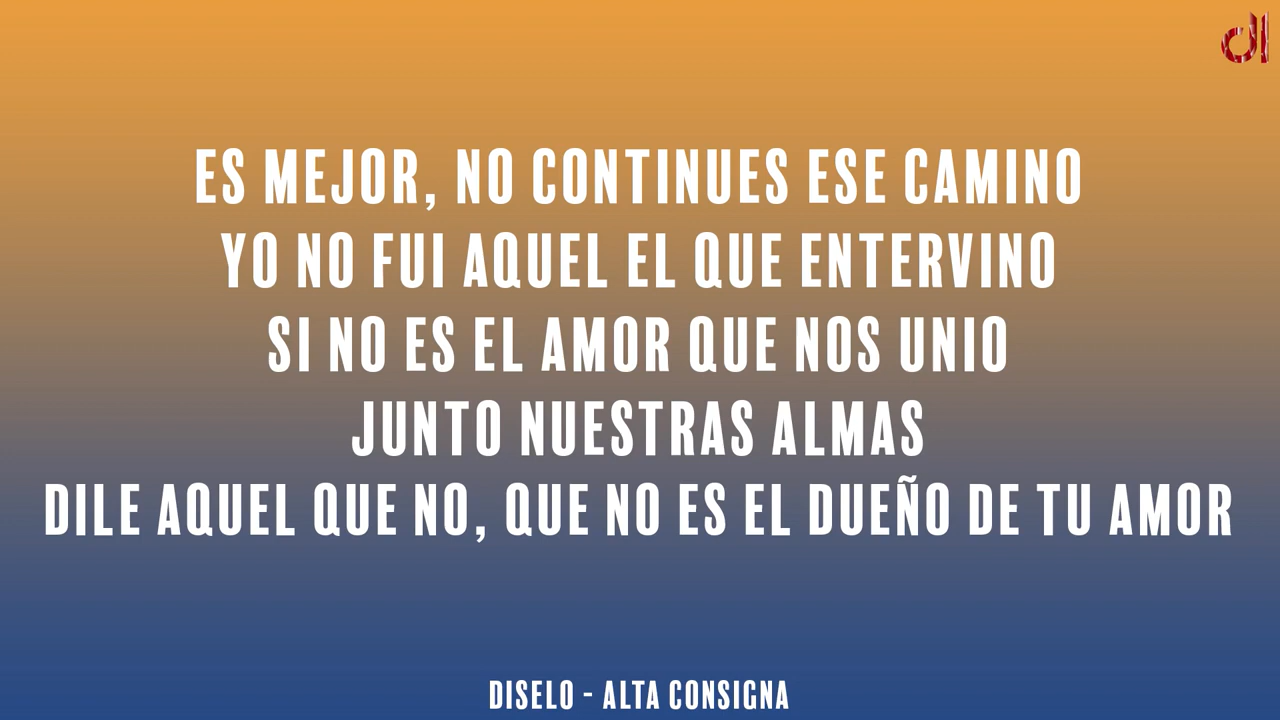 ES MEJOR, NO CONTINUES ESE CAMINO
YO NO FUI AQUEL EL QUE ENTERVINO
SI NO ES EL AMOR QUE NOS UNIO
JUNTO NUESTRAS ALMAS
DILE AQUEL QUE NO, QUE NO ES EL DUEÑO DE TU AMOR
DISELO - ALTA CONSIGNA